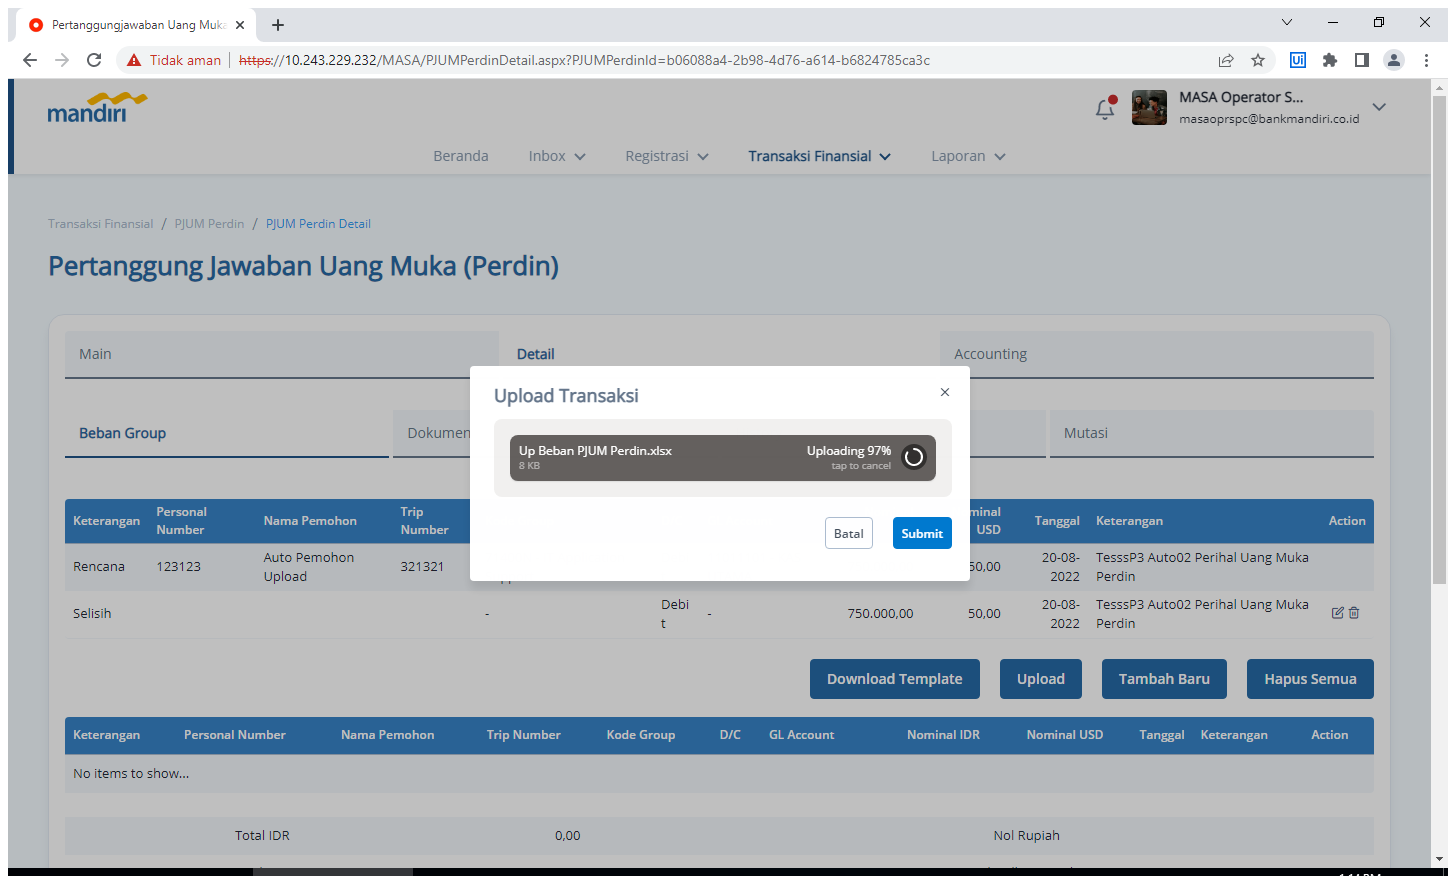 Pertanggungjawaban Uang Muka
Tidak aman
https://10.243.229.232/MASA/PJUMPerdinDetail.aspx?PJUMPerdinId=b06088a4-2b98-4d76-a614-b6824785ca3c
Ui
mandırı
MASA Operator S...
masaoprspc@bankmandiri.co.id
Beranda Inbox Registrasi Transaksi Finansial Laporan
Transaksi Finansial / PJUM Perdin / PJUM Perdin Detail
Pertanggung Jawaban Uang Muka (Perdin)
Main Detail Accounting
Upload Transaksi
Up Beban PJUM Perdin.xlsx Uploading 97%
8 KB tap to cancel
Batal Submit
Beban Group Dokumen Mutasi
Keterangan Personal Number Nama Pemohon Trip Number USD Tanggal Keterangan Action
Rencana 123123 Auto Pemohon Upload 321321 50,00 20-08-2022 TesssP3 Auto02 Perihal Uang Muka Perdin
Selisih - Debit - 750.000,00 50,00 20-08-2022 TesssP3 Auto02 Perihal Uang Muka Perdin
Download Template Upload Tambah Baru Hapus Semua
Keterangan Personal Number Nama Pemohon Trip Number Kode Group D/C GL Account Nominal IDR Nominal USD Tanggal Keterangan Action
No items to show...
Total IDR 0,00 Nol Rupiah